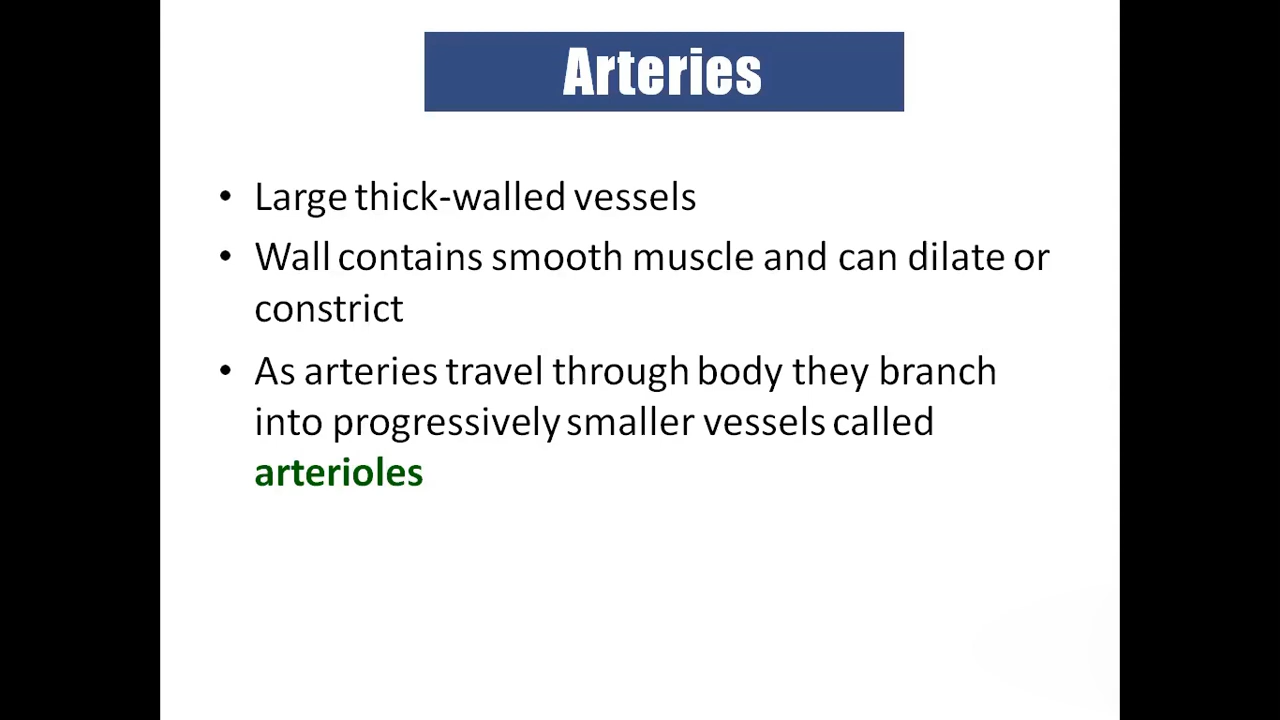 Arteries
• Large thick-walled vessels
• Wall contains smooth muscle and can dilate or
constrict
• As arteries travel through body they branch
into progressively smaller vessels called
arterioles